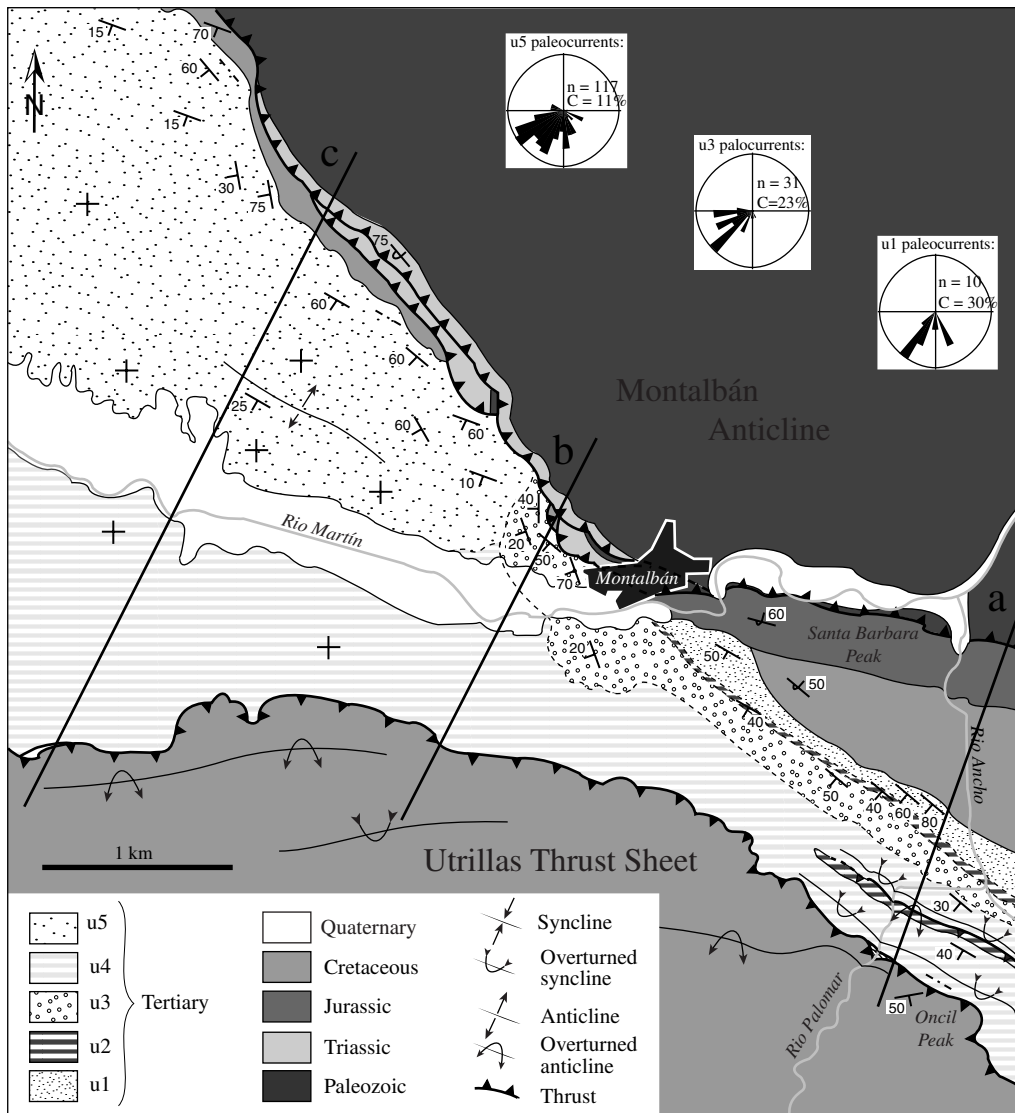 u5 paleocurrents:
n = 117
C = 11%
u3 palocurrents:
n = 31
C=23%
u1 paleocurrents:
n = 10
C = 30%
N
15
70
60
15
30
75
c
75
60
60
25
60
60
10
Montalbán
Anticline
b
40
20
50
70
Rio Martín
Montalbán
a
60
Santa Barbara
Peak
20
50
50
40
Rio Ancho
50
40
60
80
30
40
50
Oncil
Peak
Rio Palomar
1 km
Utrillas Thrust Sheet
u5
u4
u3
u2
u1
Tertiary
Quaternary
Cretaceous
Jurassic
Triassic
Paleozoic
Syncline
Overturned
syncline
Anticline
Overturned
anticline
Thrust